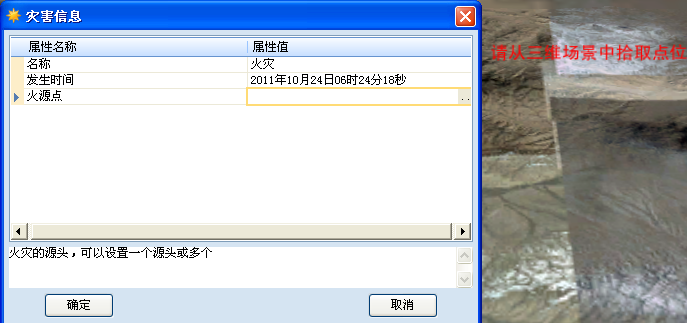 灾害信息
属性名称 属性值
名称 火灾
发生时间 2011年10月24日06时24分18秒
火源点 ..
请从三维场景中拾取点位
火灾的源头，可以设置一个源头或多个
确定 取消